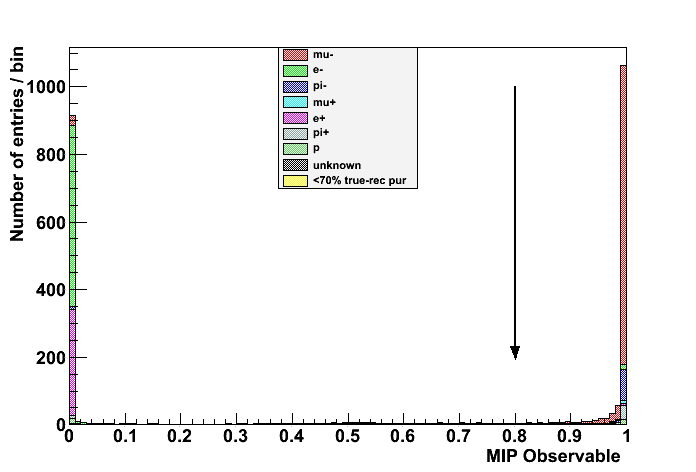 Number of entries / bin
1000
800
600
400
200
0
mu-
e-
pi-
mu+
e+
pi+
p
unknown
<70% true-rec pur
0 0.1 0.2 0.3 0.4 0.5 0.6 0.7 0.8 0.9 1
MIP Observable